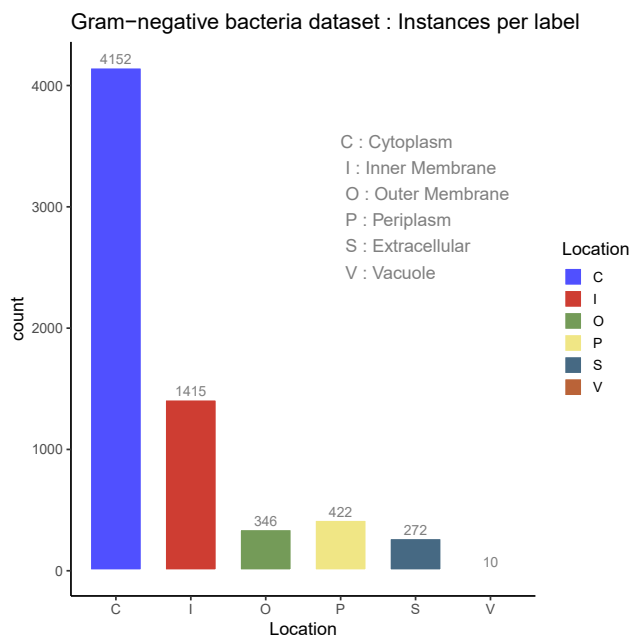 Gram−negative bacteria dataset : Instances per label
4152
4000
C : Cytoplasm
I : Inner Membrane
O : Outer Membrane
P : Periplasm
S : Extracellular
V : Vacuole
3000
Location
C
I
O
P
S
V
count
2000
1415
1000
346
422
272
10
0
C I O P S V
Location